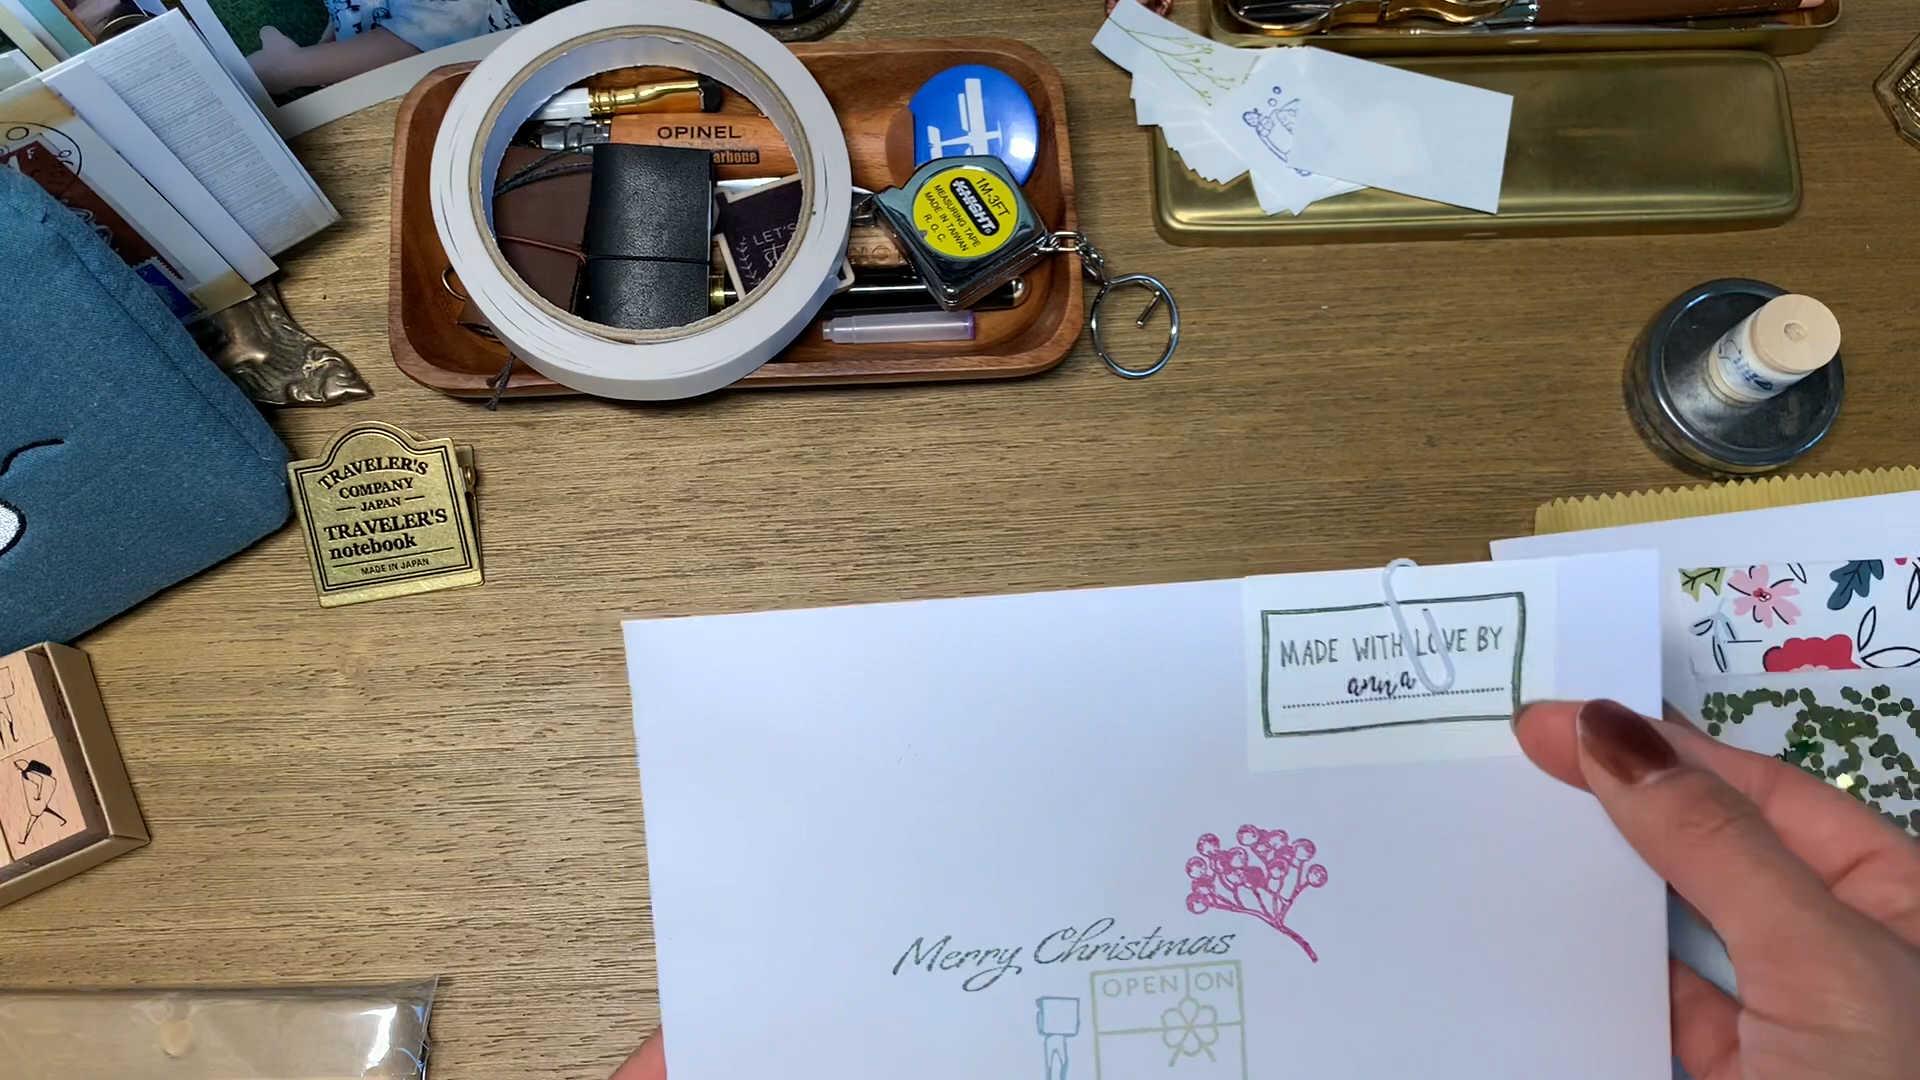 OPINEL
arbone
LET'S
1M-3FT
KNIGHT
MEASURING TAPE
MADE IN TAIWAN
R.O.C.
TRAVELER'S
COMPANY
JAPAN
TRAVELER'S
notebook
MADE IN JAPAN
MADE WITH LOVE BY
anna
Merry Christmas
OPEN ON